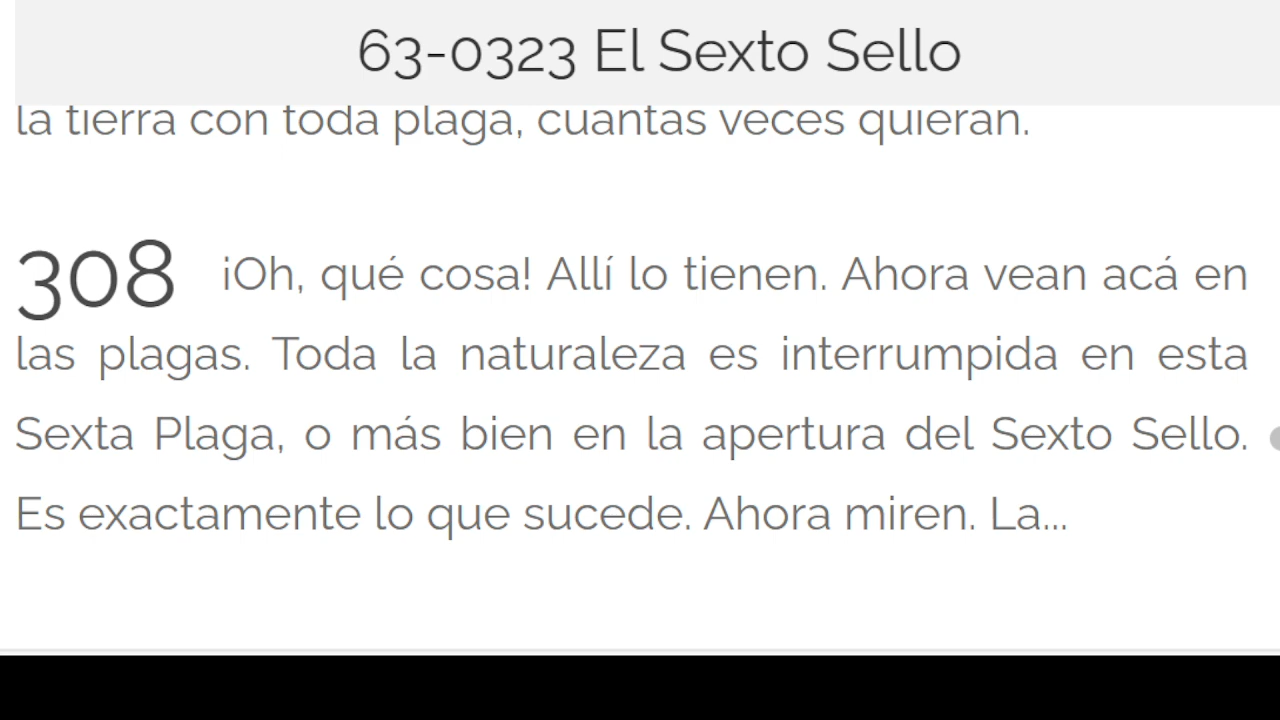 63-0323 El Sexto Sello
la tierra con toda plaga, cuantas veces quieran.
308 ¡Oh, qué cosa! Allí lo tienen. Ahora vean acá en
las plagas. Toda la naturaleza es interrumpida en esta
Sexta Plaga, o más bien en la apertura del Sexto Sello.
Es exactamente lo que sucede. Ahora miren. La...